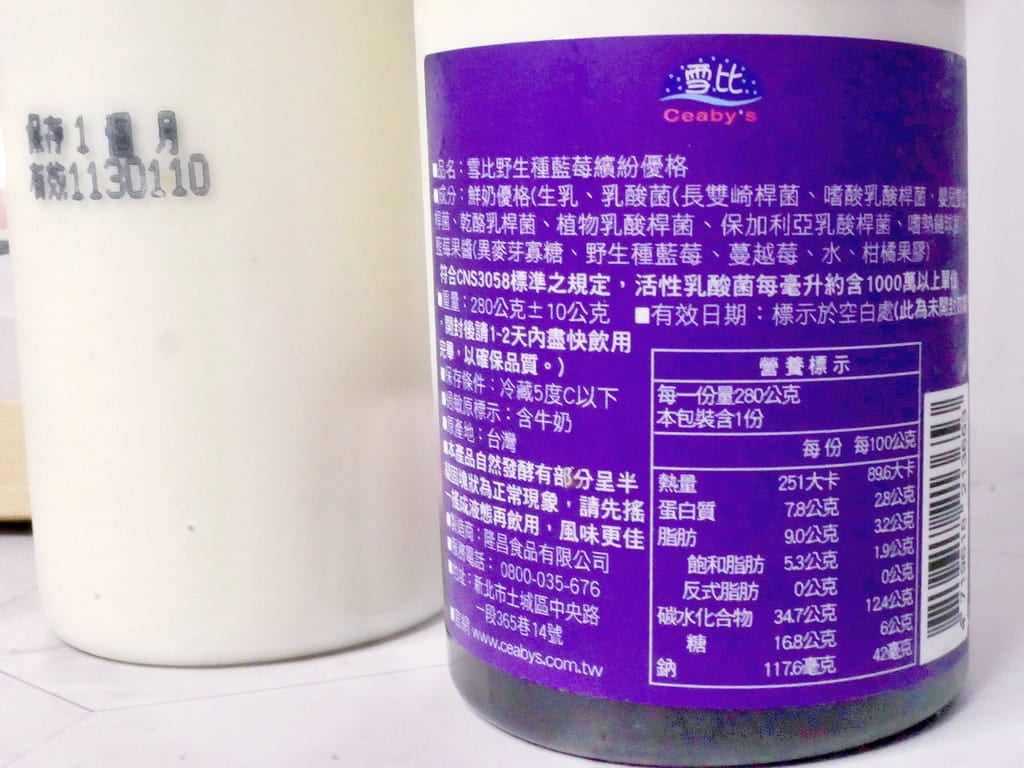 保存1個月
有效1130110
雪比
Ceaby's
■品名：雪比野生種藍莓繽紛優格
■成分：鮮奶優格(生乳、乳酸菌(長雙崎桿菌、嗜酸乳酸桿菌、
桿菌、乾酪乳桿菌、植物乳酸桿菌、保加利亞乳酸桿菌、嗜熱
藍莓果醬(異麥芽寡糖、野生種藍莓、蔓越莓、水、柑橘果膠)
符合CNS3058標準之規定，活性乳酸菌每毫升約含1000萬以上
■重量：280公克±10公克 ■有效日期：標示於空白處(此為未開封
，開封後請1-2天內盡快飲用
完畢，以確保品質。)
■保存條件：冷藏5度C以下
■過敏原標示：含牛奶
■原產地：台灣
■本產品自然發酵有部分呈半
凝固塊狀為正常現象，請先搖
一搖成液態再飲用，風味更佳
■製造商：隆昌食品有限公司
■服務電話：0800-035-676
■地址：新北市土城區中央路
一段365巷14號
■官網 www.ceabys.com.tw
營養標示
每一份量280公克
本包裝含1份
每份 每100公克
熱量 251大卡 89.6大卡
蛋白質 7.8公克 2.8公克
脂肪 9.0公克 3.2公克
飽和脂肪 5.3公克 1.9公克
反式脂肪 0公克 0公克
碳水化合物 34.7公克 12.4公克
糖 16.8公克 6公克
鈉 117.6毫克 42毫克